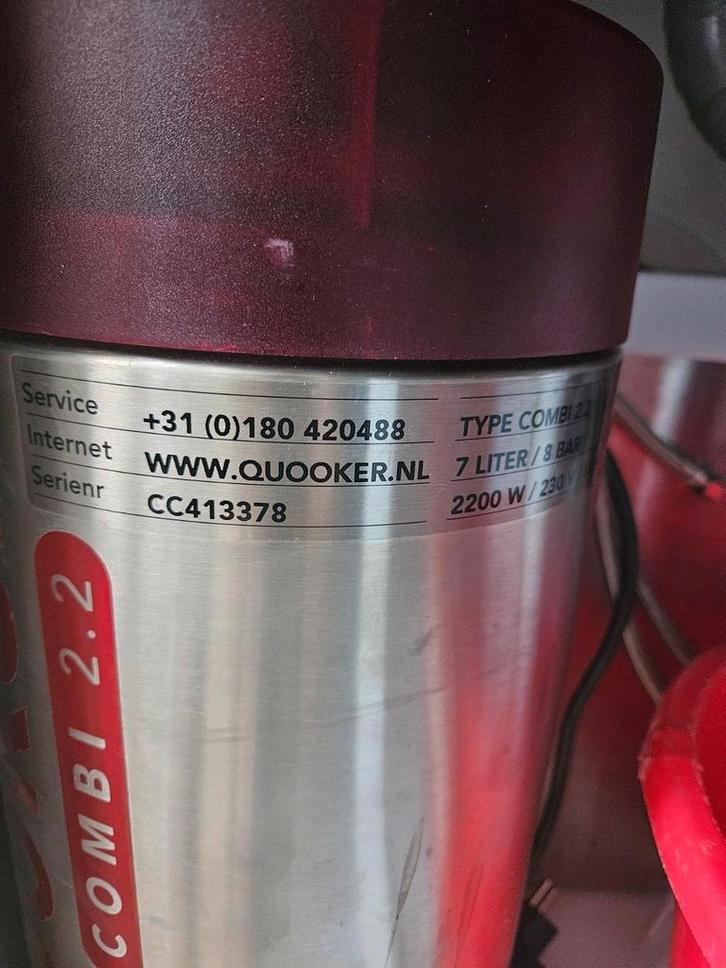 Service +31 (0)180 420488
Internet WWW.QUOOKER.NL
Serienr CC413378
TYPE COMBI 2.2
7 LITER / 8 BAR
2200 W / 230 V
COMBI 2.2